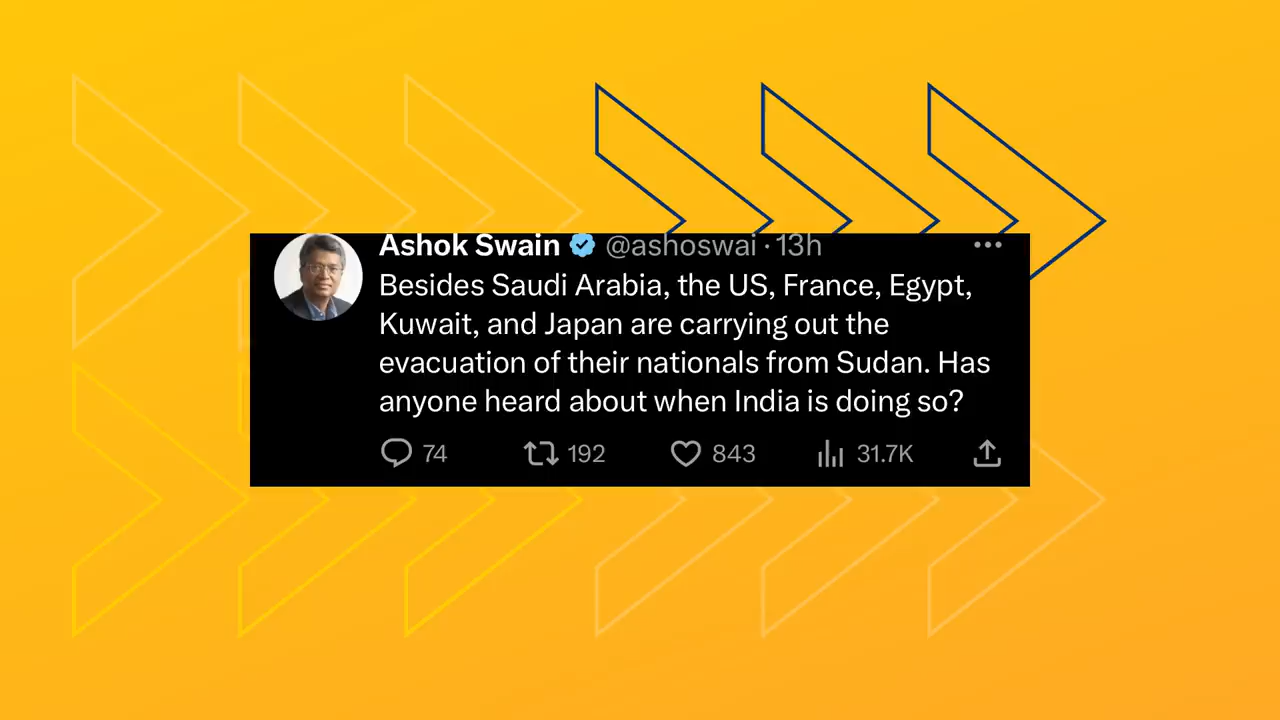 Ashok Swain @ashoswai · 13h
Besides Saudi Arabia, the US, France, Egypt,
Kuwait, and Japan are carrying out the
evacuation of their nationals from Sudan. Has
anyone heard about when India is doing so?
74 192 843 31.7K